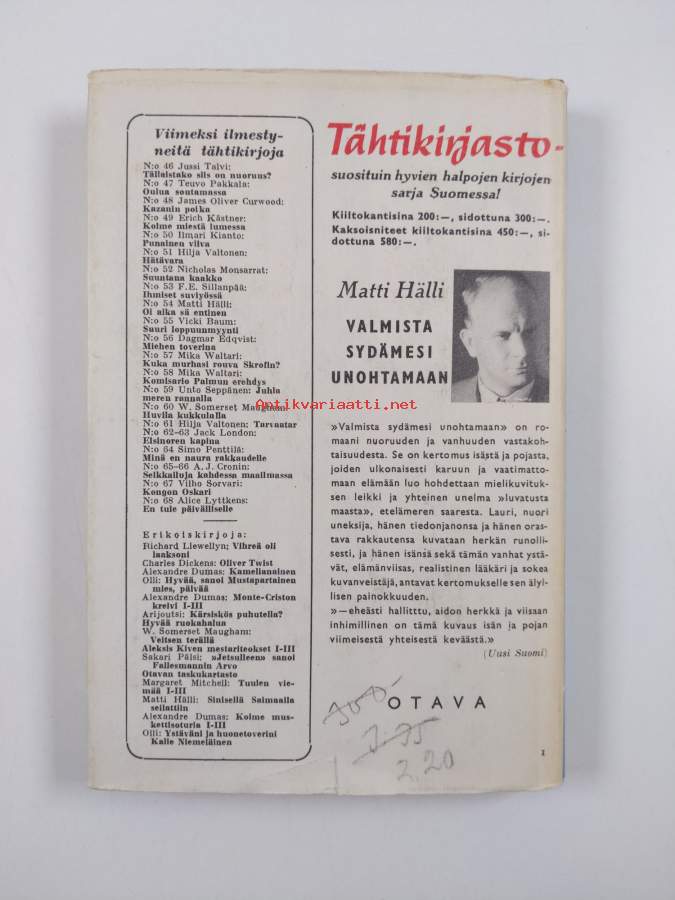 Viimeksi ilmesty-
neitä tähtikirjoja
N:o 46 Jussi Talvi:
Tällaistako siis on nuoruus?
N:o 47 Teuvo Pakkala:
Oulua soutamassa
N:o 48 James Oliver Curwood:
Kazanin poika
N:o 49 Erich Kästner:
Kolme miestä lumessa
N:o 50 Ilmari Kianto:
Punainen viiva
N:o 51 Hilja Valtonen:
Hätävara
N:o 52 Nicholas Monsarrat:
Suuntana kaakko
N:o 53 F.E. Sillanpää:
Ihmiset suviyössä
N:o 54 Matti Hälli:
Oi aika sä entinen
N:o 55 Vicki Baum:
Suuri loppuunmyynti
N:o 56 Dagmar Edqvist:
Miehen toverina
N:o 57 Mika Waltari:
Kuka murhasi rouva Skrofin?
N:o 58 Mika Waltari:
Komisario Palmun erehdys
N:o 59 Unto Seppänen: Juhla
meren rannalla
N:o 60 W. Somerset Maugham:
Huvila kukkulalla
N:o 61 Hilja Valtonen: Tarvaatar
N:o 62-63 Jack London:
Elsinoren kapina
N:o 64 Simo Penttilä:
Minä en naura rakkaudelle
N:o 65-66 A.J. Cronin:
Seikkailuja kahdessa maailmassa
N:o 67 Vilho Sorvari:
Kongon Oskari
N:o 68 Alice Lyttkens:
En tule päivälliselle
Erikoiskirjoja:
Richard Llewellyn: Vihreä oli
laaksoni
Charles Dickens: Oliver Twist
Alexandre Dumas: Kamelianainen
Olli: Hyvää, sanoi Mustapartainen
mies, päivää
Alexandre Dumas: Monte-Criston
kreivi I-III
Arijoutsi: Kärsiskös puhutella?
Hyvää ruokahalua
W. Somerset Maugham:
Veitsen terällä
Aleksis Kiven mestariteokset I-III
Sakari Pälsi: »Jetsulleen» sanoi
Fallesmannin Arvo
Otavan taskukartasto
Margaret Mitchell: Tuulen vie-
mää I-III
Matti Hälli: Sinisellä Saimaalla
seilattiin
Alexandre Dumas: Kolme mus-
kettisoturia I-III
Olli: Ystäväni ja huonetoverini
Kalle Niemeläinen
Tähtikirjasto-
suosituin hyvien halpojen kirjojen
sarja Suomessa!
Kiiltokantisina 200:—, sidottuna 300:—.
Kaksoisniteet kiiltokantisina 450:—, si-
dottuna 580:—.
Matti Hälli
VALMISTA
SYDÄMESI
UNOHTAMAAN
»Valmista sydämesi unohtamaan» on ro-
maani nuoruuden ja vanhuuden vastakoh-
taisuudesta. Se on kertomus isästä ja pojasta,
joiden ulkonaisesti karuun ja vaatimatto-
maan elämään luo hohdettaan mielikuvituk-
sen leikki ja yhteinen unelma »luvatusta
maasta», etelämeren saaresta. Lauri, nuori
uneksija, hänen tiedonjanonsa ja hänen oras-
tava rakkautensa kuvataan herkän runolli-
sesti, ja hänen isänsä sekä tämän vanhat ystä-
vät, elämänviisas, realistinen lääkäri ja sokea
kuvanveistäjä, antavat kertomukselle sen älyl-
lisen painokkuuden.
»—eheästi hallitttu, aidon herkkä ja viisaan
inhimillinen on tämä kuvaus isän ja pojan
viimeisestä yhteisestä keväästä.»
(Uusi Suomi)
OTAVA
300.-
2.20
1
Antikvariaatti.net